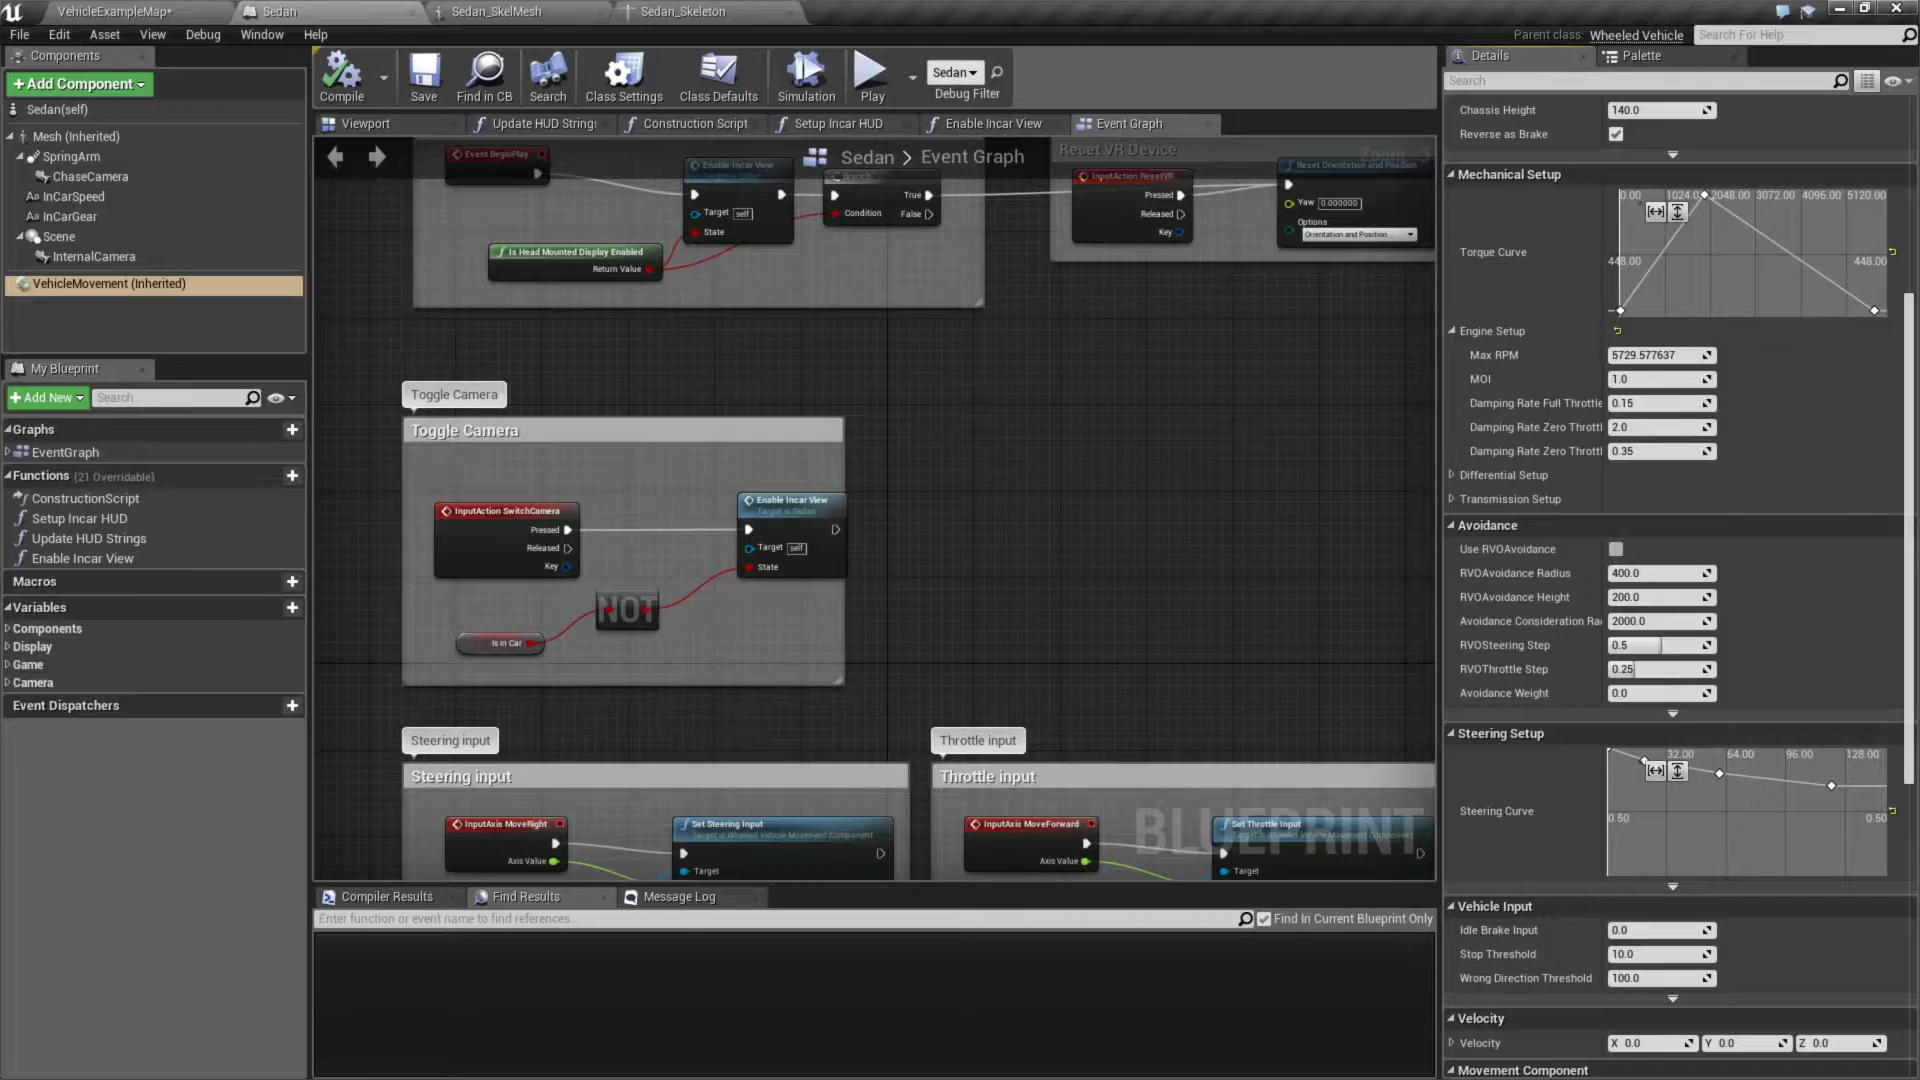 VehicleExampleMap*
Sedan
Sedan_SkelMesh
Sedan_Skeleton
File Edit Asset View Debug Window Help
Parent class: Wheeled Vehicle
Search For Help
Components
+ Add Component
Sedan(self)
Mesh (Inherited)
SpringArm
ChaseCamera
InCarSpeed
InCarGear
Scene
InternalCamera
VehicleMovement (Inherited)
My Blueprint
+ Add New
Search
Graphs
EventGraph
Functions (21 Overridable)
ConstructionScript
Setup Incar HUD
Update HUD Strings
Enable Incar View
Macros
Variables
Components
Display
Game
Camera
Event Dispatchers
Compile
Save
Find in CB
Search
Class Settings
Class Defaults
Simulation
Play
Sedan
Debug Filter
Viewport
Update HUD Strings
Construction Script
Setup Incar HUD
Enable Incar View
Event Graph
Sedan > Event Graph
Event BeginPlay
Enable Incar View
Target self
State
Branch
True
Condition False
Is Head Mounted Display Enabled
Return Value
Reset VR Device
InputAction ResetVR
Pressed
Released
Key
Reset Orientation and Position
Yaw 0.000000
Options
Orientation and Position
Toggle Camera
Toggle Camera
InputAction SwitchCamera
Pressed
Released
Key
Enable Incar View
Target is Sedan
Target self
State
NOT
Is in Car
Steering input
Steering input
InputAxis MoveRight
Axis Value
Set Steering Input
Target is Wheeled Vehicle Movement Component
Target
Throttle input
Throttle input
InputAxis MoveForward
Axis Value
Set Throttle Input
Target is Wheeled Vehicle Movement Component
Target
BLUEPRINT
Compiler Results
Find Results
Message Log
Enter function or event name to find references...
Find In Current Blueprint Only
Details
Palette
Search
Chassis Height 140.0
Reverse as Brake
Mechanical Setup
0.00 1024.0 2048.00 3072.00 4096.00 5120.00
Torque Curve
448.00 448.00
Engine Setup
Max RPM 5729.577637
MOI 1.0
Damping Rate Full Throttle 0.15
Damping Rate Zero Throttl 2.0
Damping Rate Zero Throttl 0.35
Differential Setup
Transmission Setup
Avoidance
Use RVOAvoidance
RVOAvoidance Radius 400.0
RVOAvoidance Height 200.0
Avoidance Consideration Ra 2000.0
RVOSteering Step 0.5
RVOThrottle Step 0.25
Avoidance Weight 0.0
Steering Setup
32.00 64.00 96.00 128.00
Steering Curve
0.50 0.50
Vehicle Input
Idle Brake Input 0.0
Stop Threshold 10.0
Wrong Direction Threshold 100.0
Velocity
Velocity X 0.0 Y 0.0 Z 0.0
Movement Component